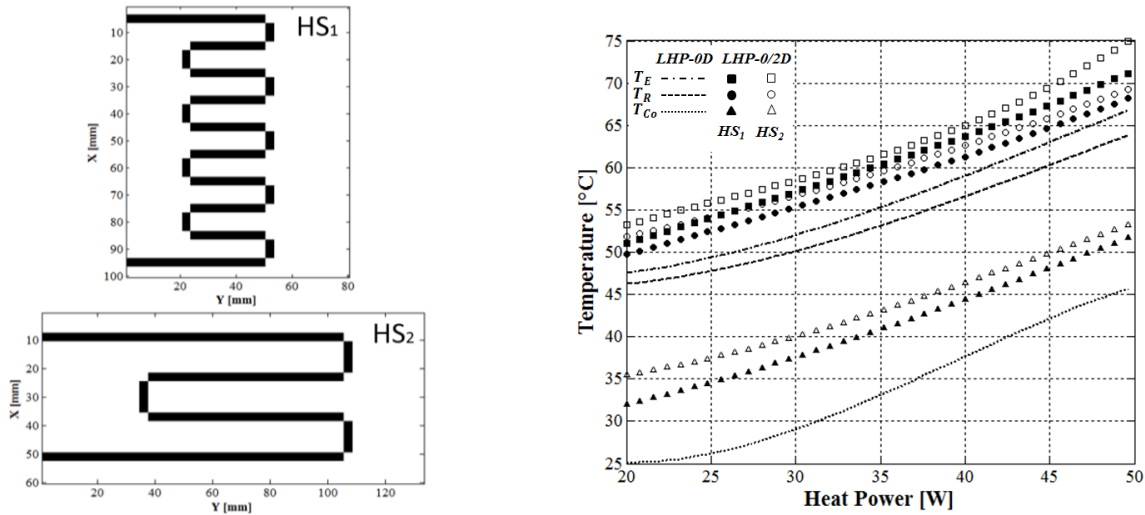 HS1
10
20
30
40
50
60
70
80
90
100
X [mm]
20 40 60 80
Y [mm]
HS2
10
20
30
40
50
60
X [mm]
20 40 60 80 100 120
Y [mm]
75
70
65
60
55
50
45
40
35
30
25
Temperature [°C]
LHP-0D LHP-0/2D
TE
TR
TCo
HS1 HS2
20 25 30 35 40 45 50
Heat Power [W]